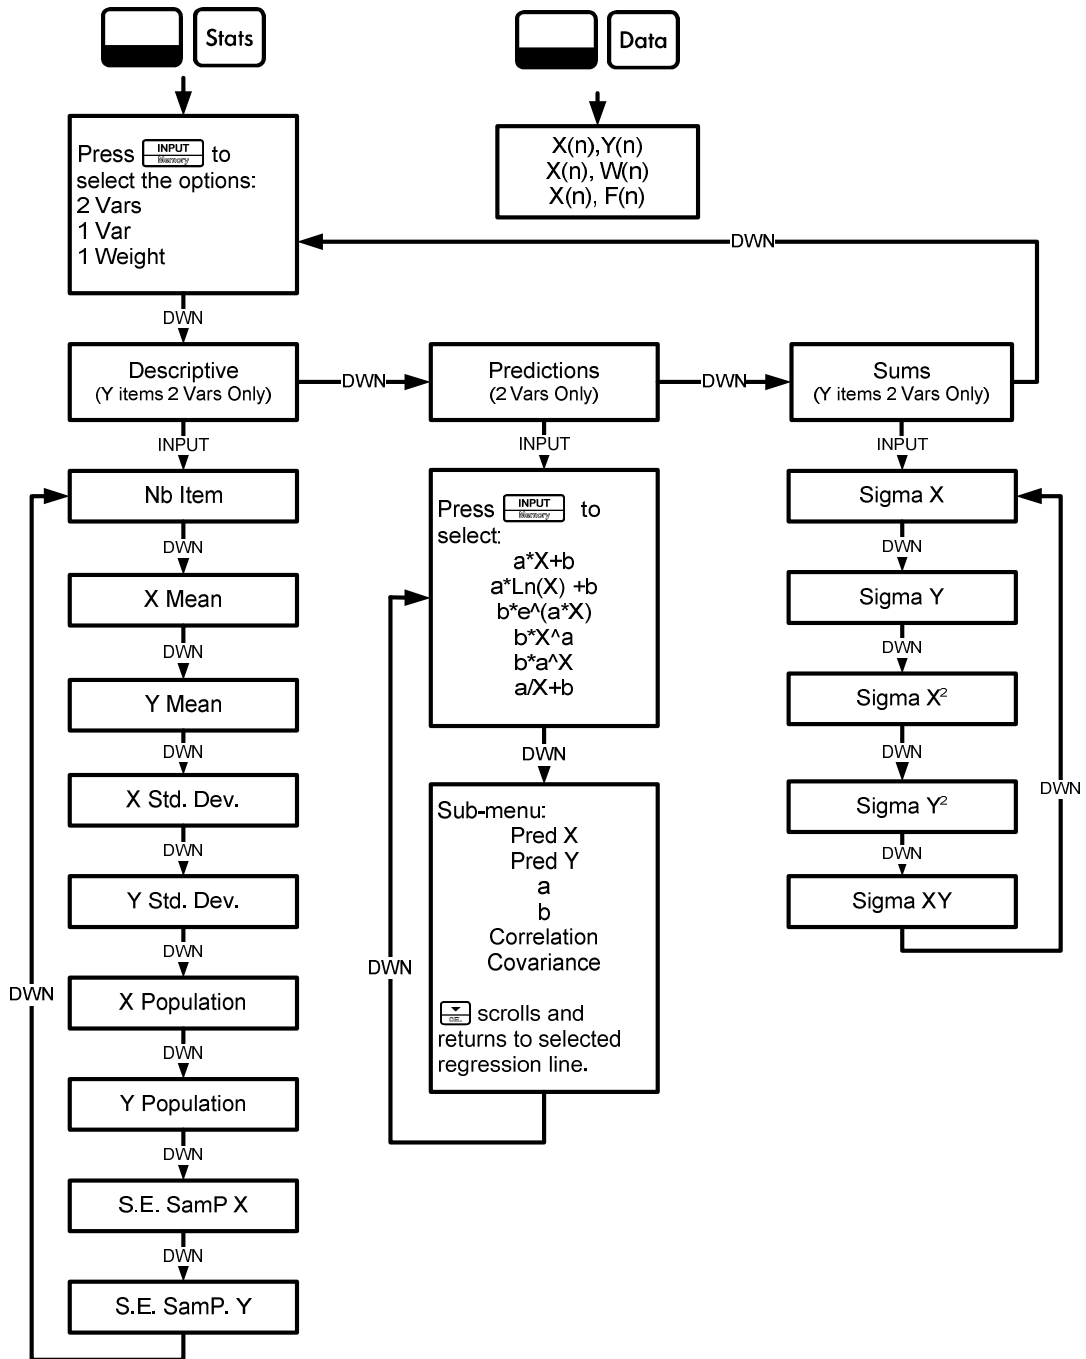 Stats
Data
Press INPUT Memory to
select the options:
2 Vars
1 Var
1 Weight
X(n),Y(n)
X(n), W(n)
X(n), F(n)
DWN
DWN
Descriptive
(Y items 2 Vars Only)
DWN
Predictions
(2 Vars Only)
DWN
Sums
(Y items 2 Vars Only)
INPUT
Nb Item
DWN
X Mean
DWN
Y Mean
DWN
X Std. Dev.
DWN
Y Std. Dev.
DWN
X Population
DWN
Y Population
DWN
S.E. SamP X
DWN
S.E. SamP. Y
DWN
INPUT
Press INPUT Memory to
select:
a*X+b
a*Ln(X) +b
b*e^(a*X)
b*X^a
b*a^X
a/X+b
DWN
Sub-menu:
Pred X
Pred Y
a
b
Correlation
Covariance
DEL scrolls and
returns to selected
regression line.
DWN
INPUT
Sigma X
DWN
Sigma Y
DWN
Sigma X²
DWN
Sigma Y²
DWN
Sigma XY
DWN